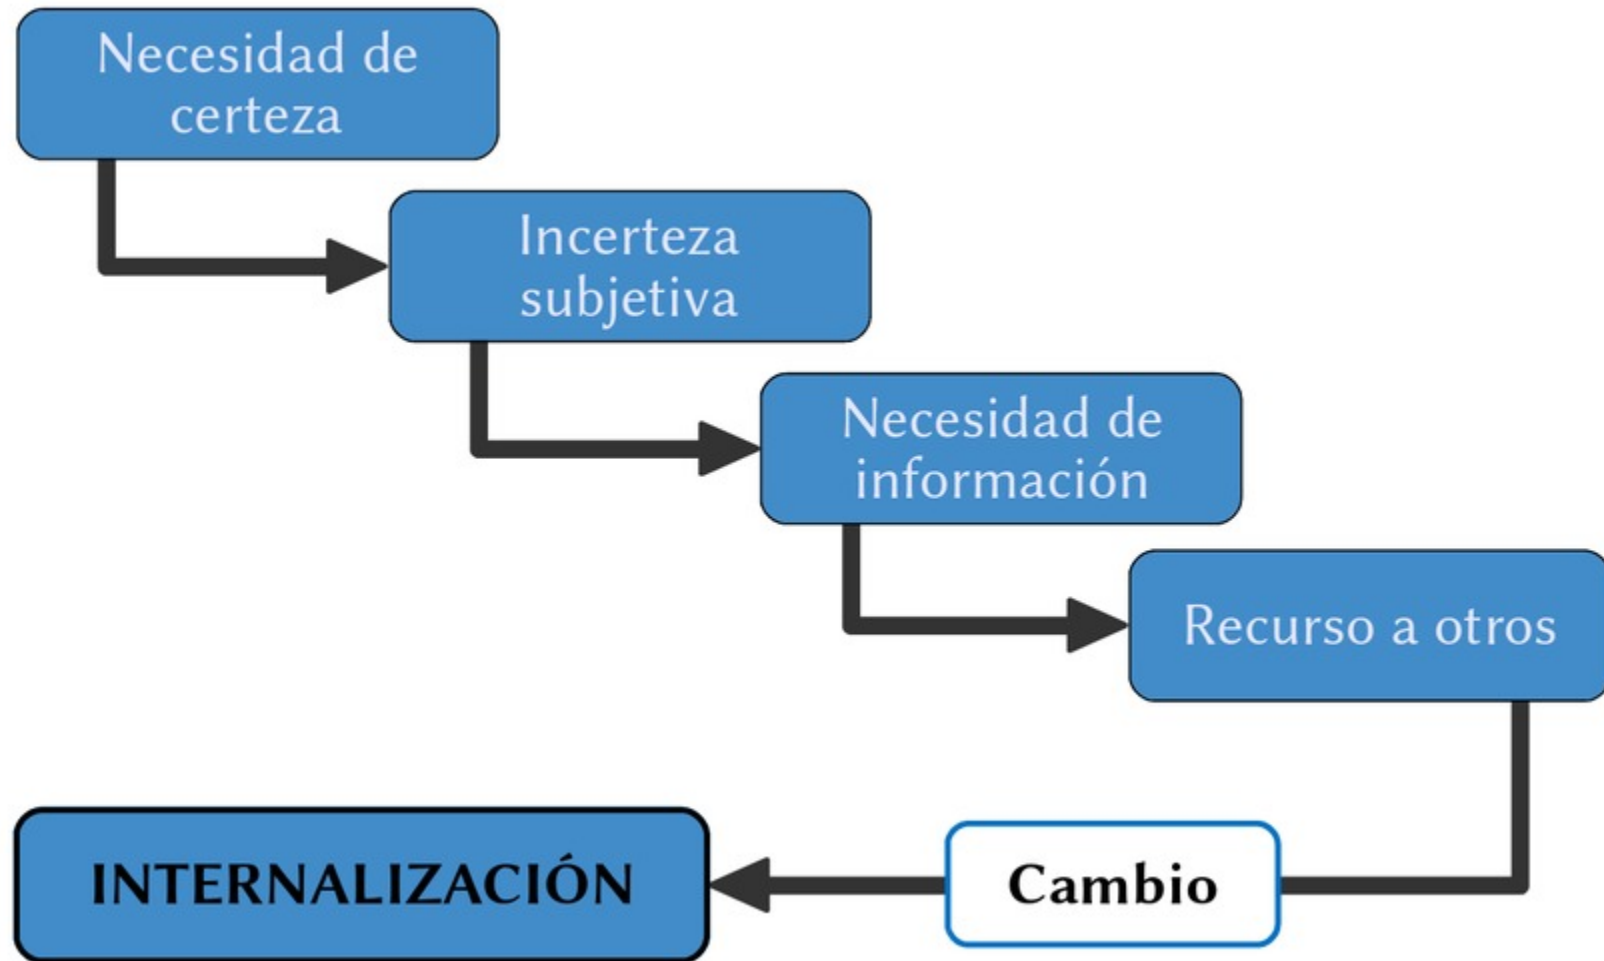 Necesidad de
certeza
Incerteza
subjetiva
Necesidad de
información
Recurso a otros
INTERNALIZACIÓN
Cambio